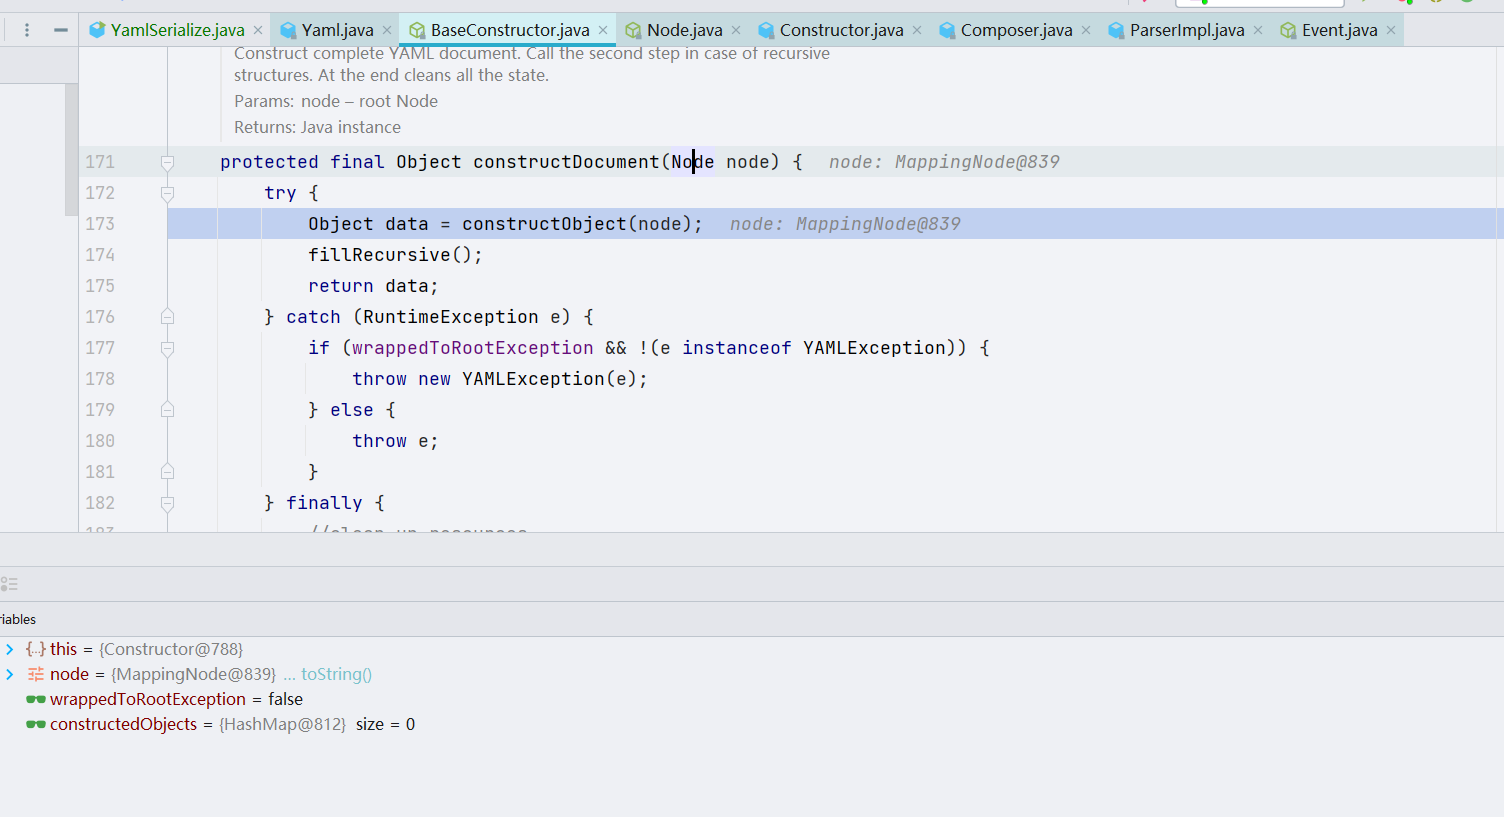 YamlSerialize.java Yaml.java BaseConstructor.java Node.java Constructor.java Composer.java ParserImpl.java Event.java
Construct complete YAML document. Call the second step in case of recursive
structures. At the end cleans all the state.
Params: node – root Node
Returns: Java instance
171 protected final Object constructDocument(Node node) { node: MappingNode@839
172 try {
173 Object data = constructObject(node); node: MappingNode@839
174 fillRecursive();
175 return data;
176 } catch (RuntimeException e) {
177 if (wrappedToRootException && !(e instanceof YAMLException)) {
178 throw new YAMLException(e);
179 } else {
180 throw e;
181 }
182 } finally {
riables
this = {Constructor@788}
node = {MappingNode@839} ... toString()
wrappedToRootException = false
constructedObjects = {HashMap@812} size = 0